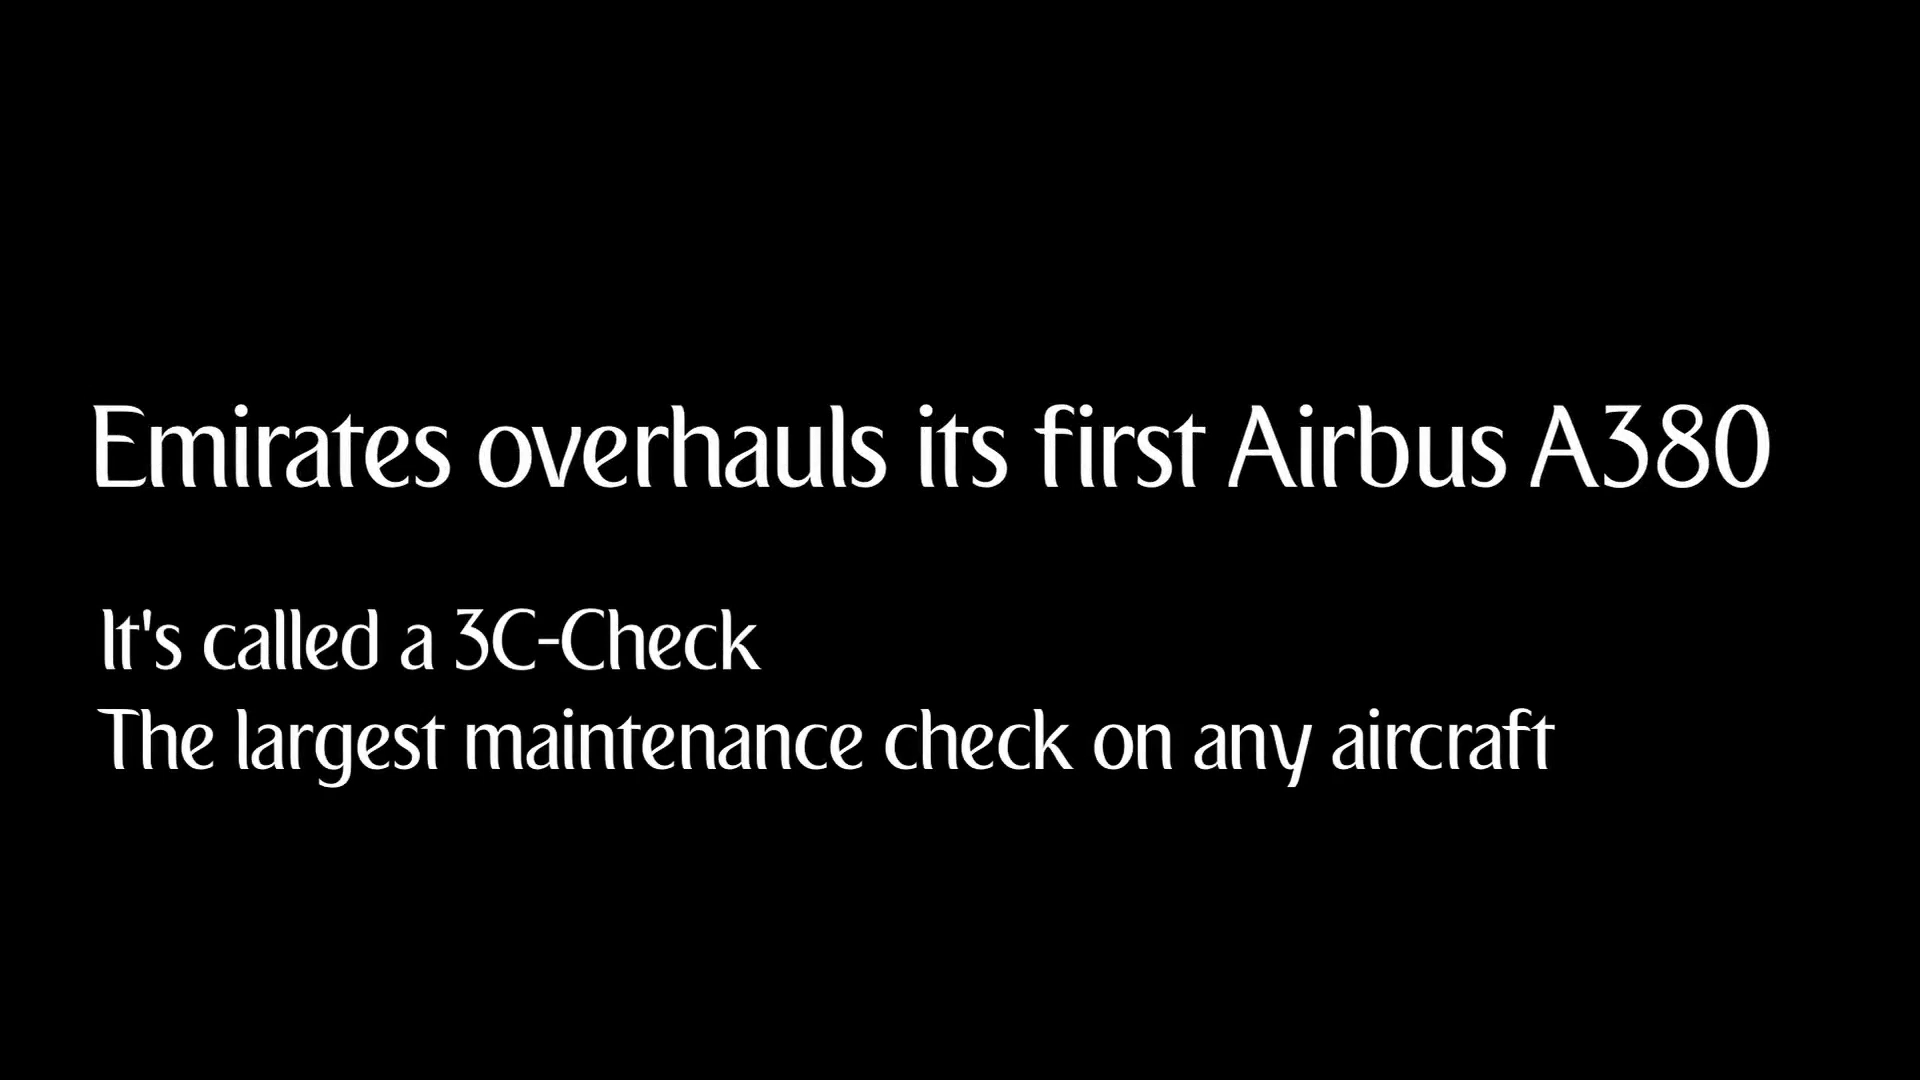 Emirates overhauls its first Airbus A380
It's called a 3C-Check
The largest maintenance check on any aircraft